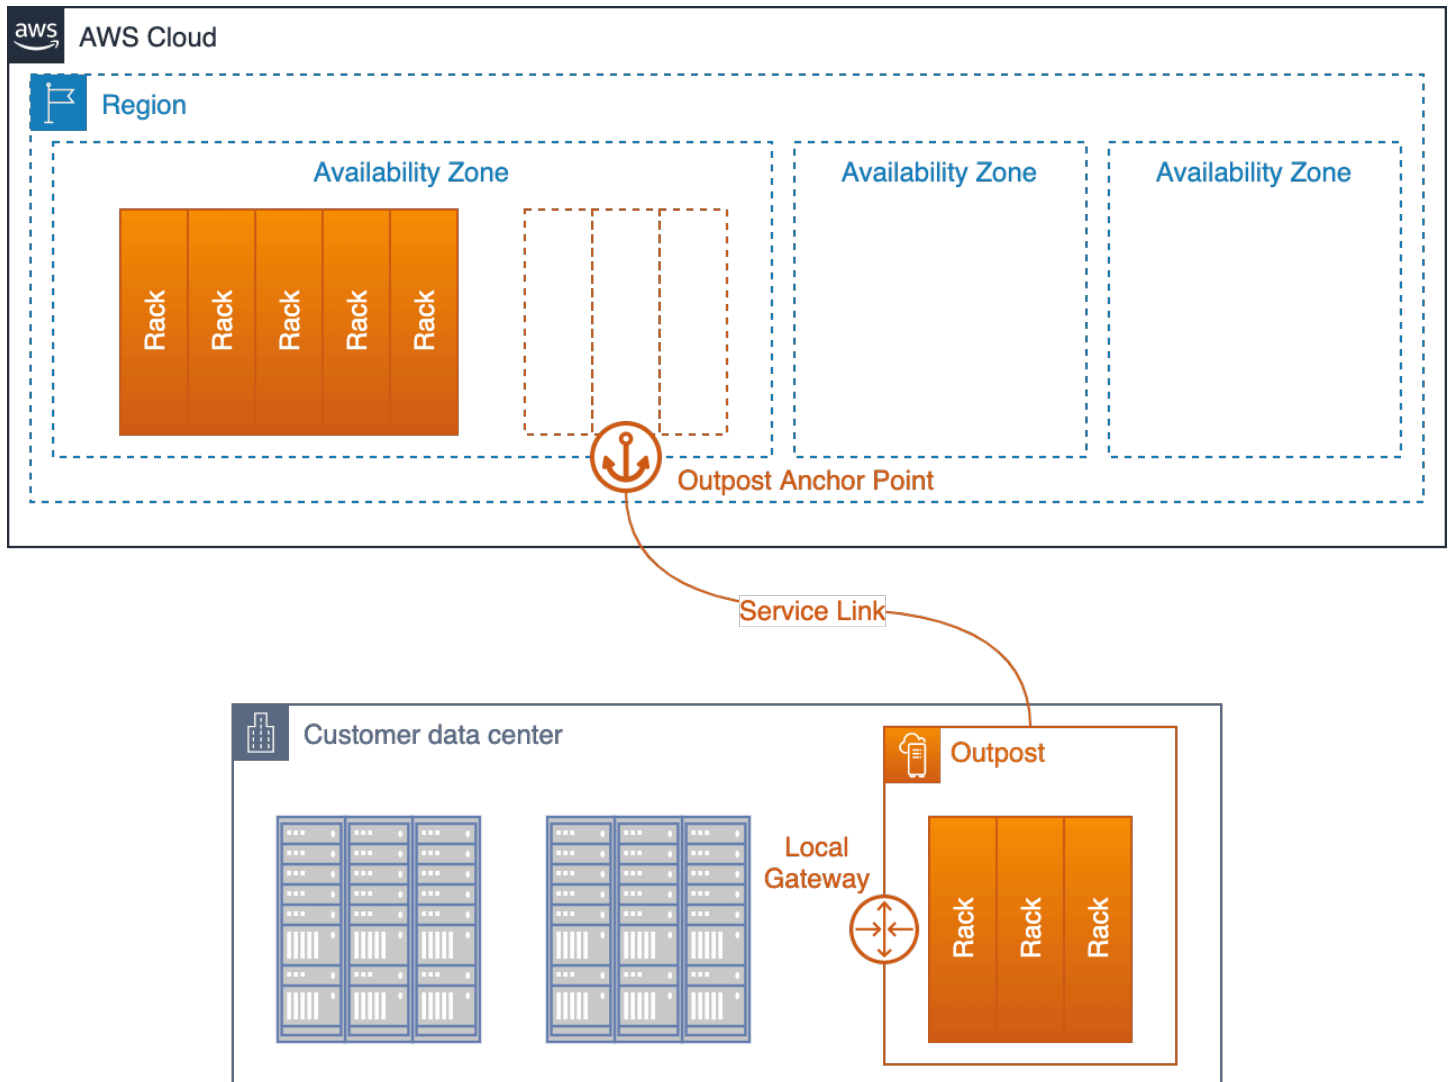 aws
AWS Cloud
Region
Availability Zone
Availability Zone
Availability Zone
Rack
Rack
Rack
Rack
Rack
Outpost Anchor Point
Service Link
Customer data center
Outpost
Local
Gateway
Rack
Rack
Rack